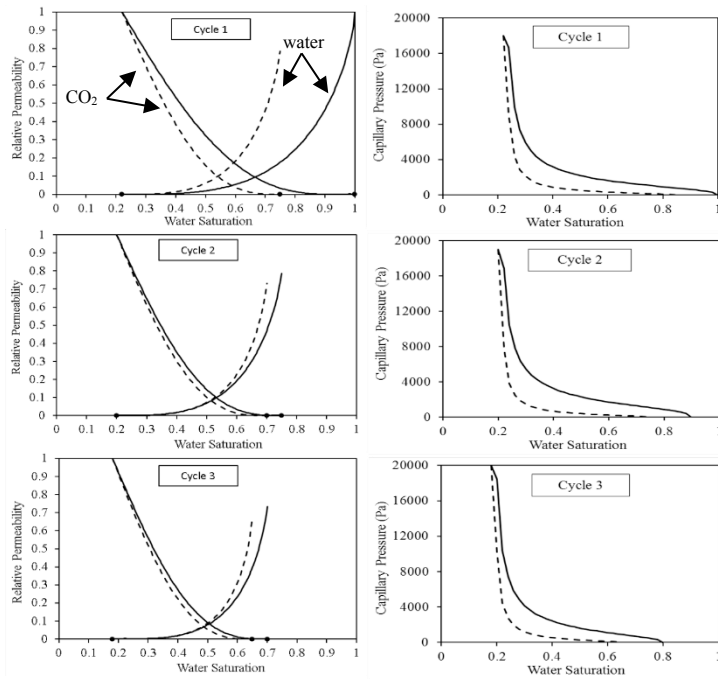 1
0.9
0.8
0.7
0.6
0.5
0.4
0.3
0.2
0.1
0
Relative Permeability
Cycle 1
water
CO2
0 0.1 0.2 0.3 0.4 0.5 0.6 0.7 0.8 0.9 1
Water Saturation
20000
16000
12000
8000
4000
0
Capillary Pressure (Pa)
Cycle 1
0 0.2 0.4 0.6 0.8 1
Water Saturation
1
0.9
0.8
0.7
0.6
0.5
0.4
0.3
0.2
0.1
0
Relative Permeability
Cycle 2
0 0.1 0.2 0.3 0.4 0.5 0.6 0.7 0.8 0.9 1
Water Saturation
20000
16000
12000
8000
4000
0
Capillary Pressure (Pa)
Cycle 2
0 0.2 0.4 0.6 0.8 1
Water Saturation
1
0.9
0.8
0.7
0.6
0.5
0.4
0.3
0.2
0.1
0
Relative Permeability
Cycle 3
0 0.1 0.2 0.3 0.4 0.5 0.6 0.7 0.8 0.9 1
Water Saturation
20000
16000
12000
8000
4000
0
Capillary Pressure (Pa)
Cycle 3
0 0.2 0.4 0.6 0.8 1
Water Saturation